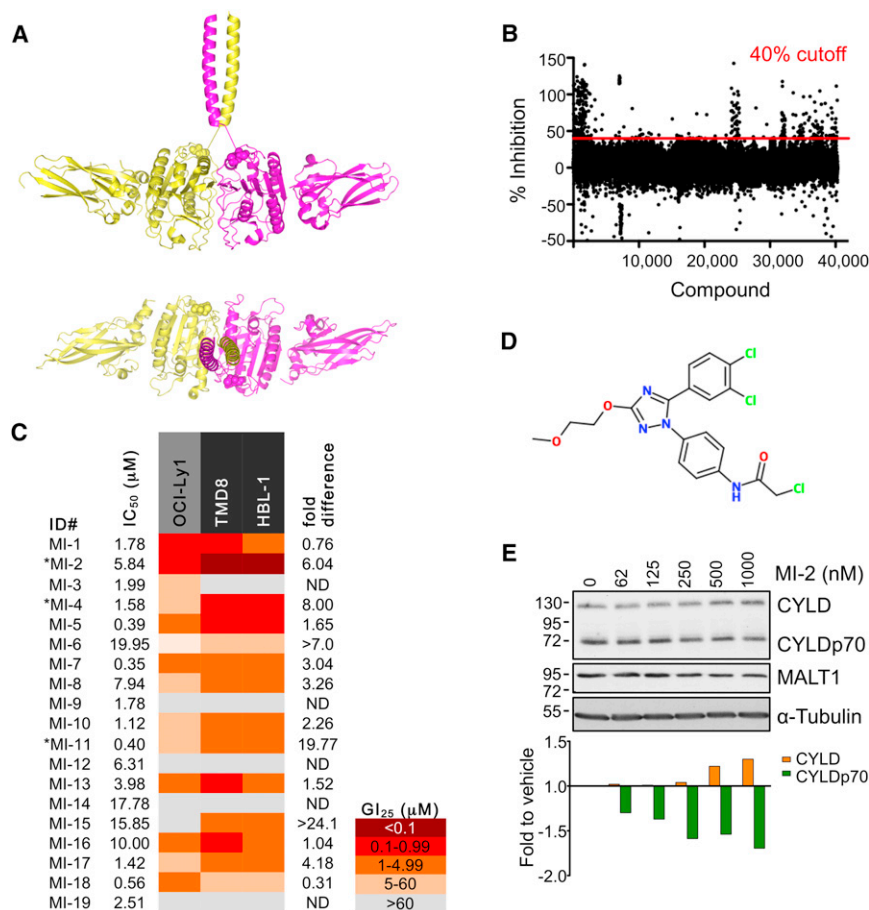 A
B
40% cutoff
% Inhibition
150
100
50
0
-50
50
10,000 20,000 30,000 40,000
Compound
C
ID# IC50 (μM) OCI-Ly1 TMD8 HBL-1 fold difference
MI-1 1.78 0.76
*MI-2 5.84 6.04
MI-3 1.99 ND
*MI-4 1.58 8.00
MI-5 0.39 1.65
MI-6 19.95 >7.0
MI-7 0.35 3.04
MI-8 7.94 3.26
MI-9 1.78 ND
MI-10 1.12 2.26
*MI-11 0.40 19.77
MI-12 6.31 ND
MI-13 3.98 1.52
MI-14 17.78 ND
MI-15 15.85 >24.1
MI-16 10.00 1.04
MI-17 1.42 4.18
MI-18 0.56 0.31
MI-19 2.51 ND
GI25 (μM)
<0.1
0.1-0.99
1-4.99
5-60
>60
D
Cl
Cl
N
O
N
N
O
O
N
H
Cl
E
0 62 125 250 500 1000 MI-2 (nM)
130
95
72
CYLD
CYLDp70
95
72
MALT1
55
α-Tubulin
Fold to vehicle
1.0
-1.5
-2.0
CYLD
CYLDp70